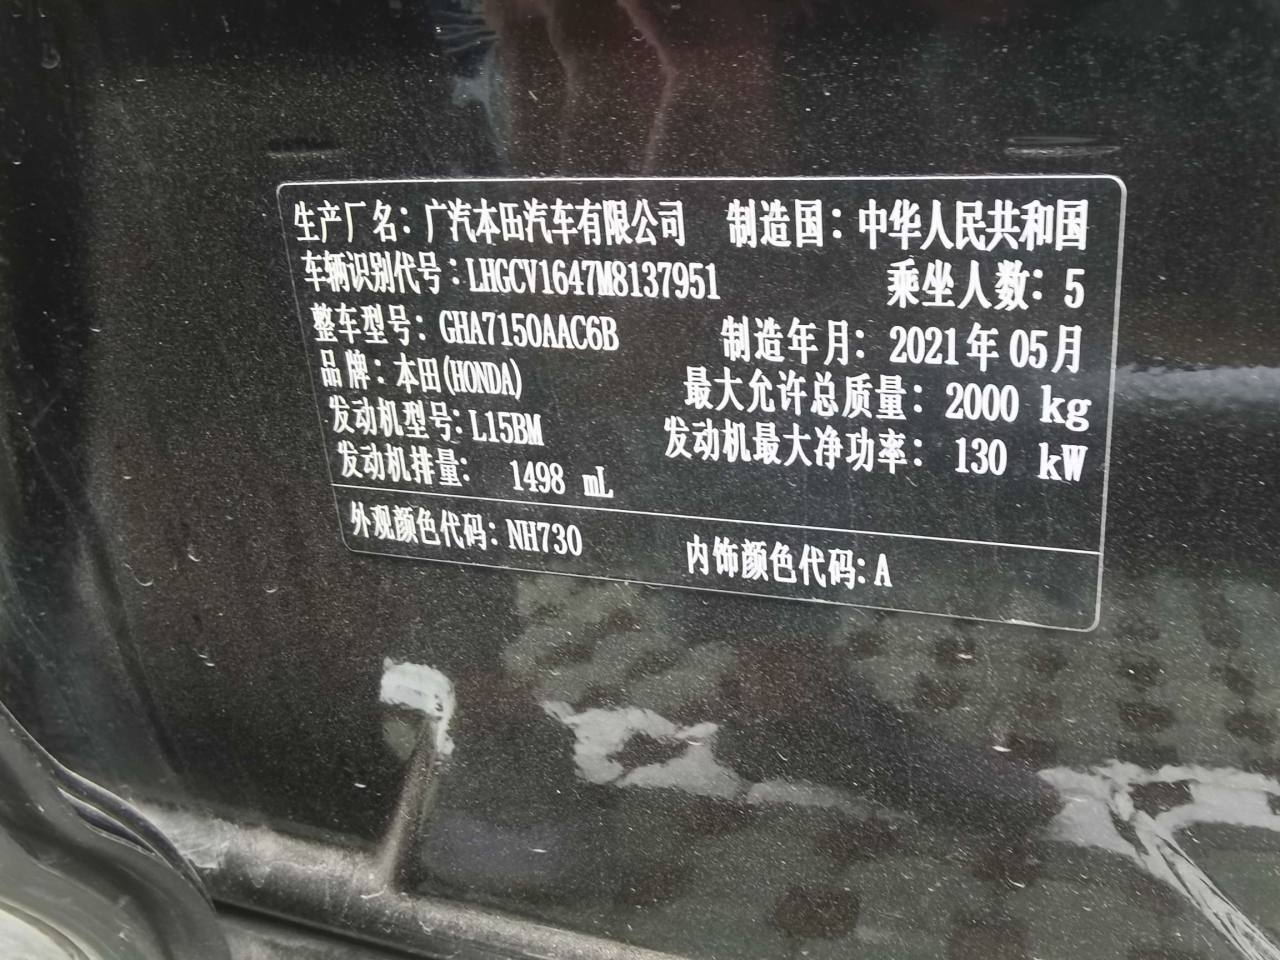 生产厂名：广汽本田汽车有限公司 制造国：中华人民共和国
车辆识别代号：LHGCV1647M8137951 乘坐人数：5
整车型号：GHA7150AAC6B 制造年月：2021年05月
品牌：本田(HONDA) 最大允许总质量：2000 kg
发动机型号：L15BM 发动机最大净功率：130 kW
发动机排量： 1498 mL
外观颜色代码：NH730 内饰颜色代码：A